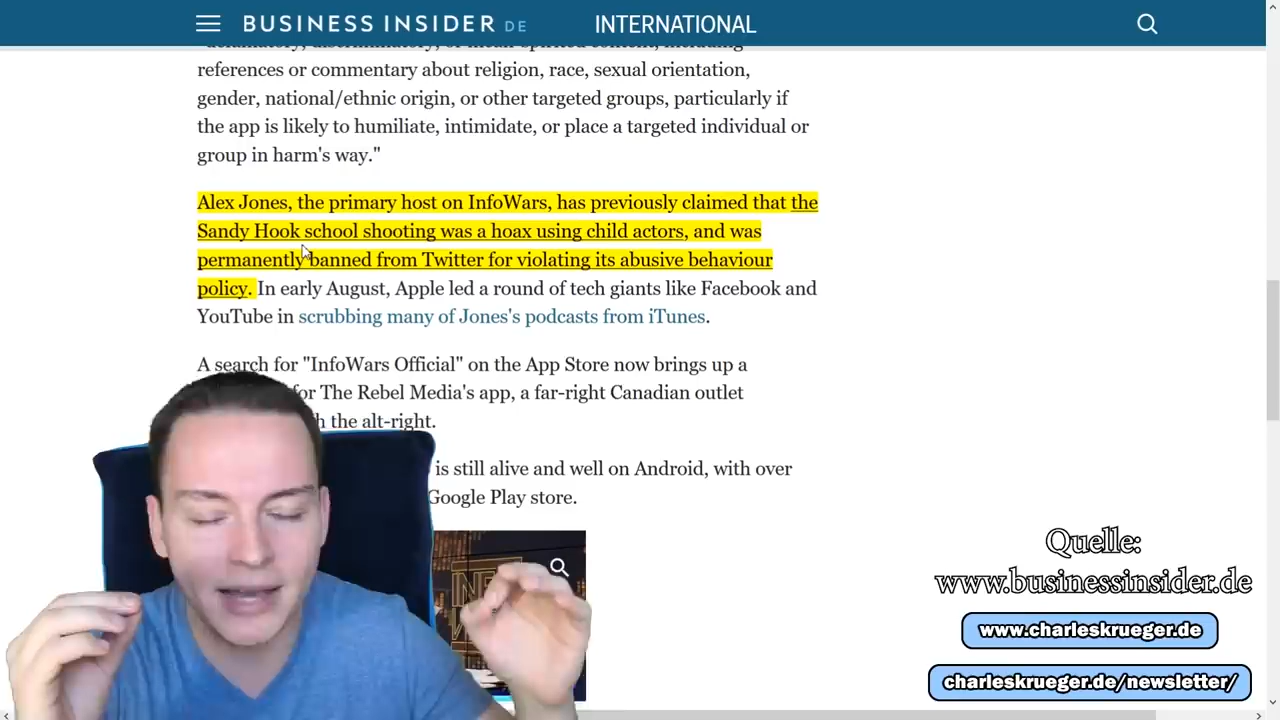 BUSINESS INSIDER DE
INTERNATIONAL
references or commentary about religion, race, sexual orientation,
gender, national/ethnic origin, or other targeted groups, particularly if
the app is likely to humiliate, intimidate, or place a targeted individual or
group in harm's way."
Alex Jones, the primary host on InfoWars, has previously claimed that the
Sandy Hook school shooting was a hoax using child actors, and was
permanently banned from Twitter for violating its abusive behaviour
policy. In early August, Apple led a round of tech giants like Facebook and
YouTube in scrubbing many of Jones's podcasts from iTunes.
A search for "InfoWars Official" on the App Store now brings up a
for The Rebel Media's app, a far-right Canadian outlet
the alt-right.
is still alive and well on Android, with over
Google Play store.
Quelle:
www.businessinsider.de
www.charleskrueger.de
charleskrueger.de/newsletter/